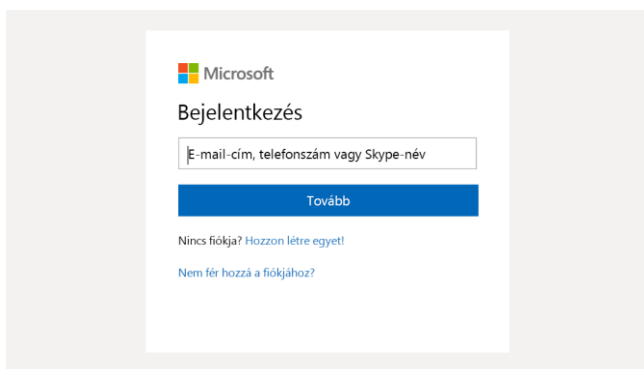 Microsoft
Bejelentkezés
E-mail-cím, telefonszám vagy Skype-név
Tovább
Nincs fiókja? Hozzon létre egyet!
Nem fér hozzá a fiókjához?